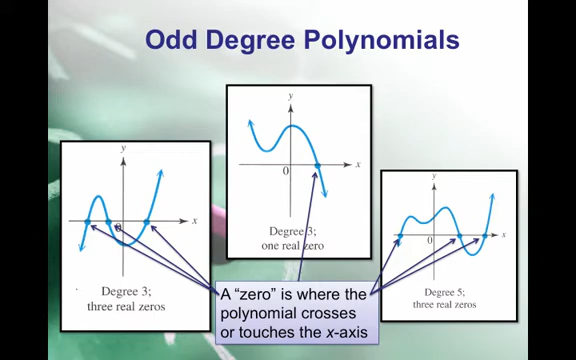 Odd Degree Polynomials
y
x
0
Degree 3;
three real zeros
y
x
0
Degree 3;
one real zero
y
x
0
Degree 5;
three real zeros
A “zero” is where the
polynomial crosses
or touches the x-axis